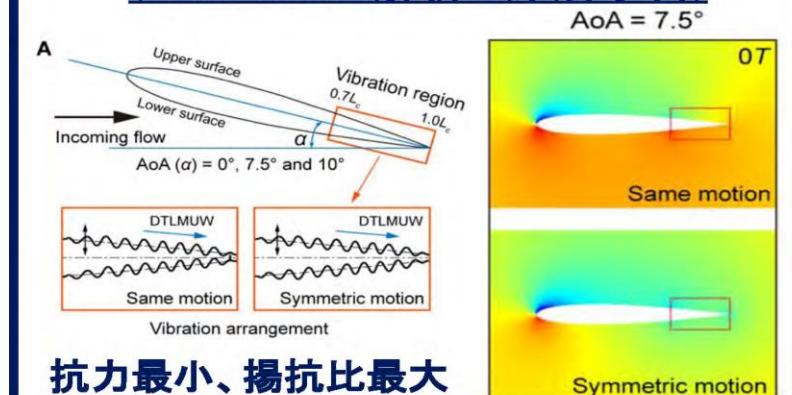 AoA = 7.5°
A
Upper surface
Lower surface
Vibration region
0.7Lc
1.0Lc
Incoming flow
α
AoA (α) = 0°, 7.5° and 10°
DTLMUW
Same motion
DTLMUW
Symmetric motion
Vibration arrangement
抗力最小、揚抗比最大
0T
Same motion
Symmetric motion